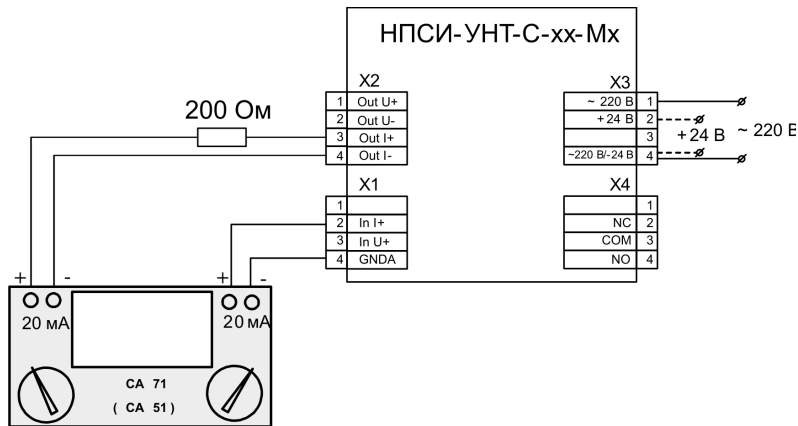 НПСИ-УНТ-С-хх-Мх
X2
1 Out U+
2 Out U-
3 Out I+
4 Out I-
200 Ом
X3
~ 220 В 1
+24 В 2
3
~220 В/-24 В 4
+24 В ~ 220 В
X1
1
2 In I+
3 In U+
4 GNDA
X4
1
NC 2
COM 3
NO 4
+ - + -
20 мА 20 мА
CA 71
( CA 51 )